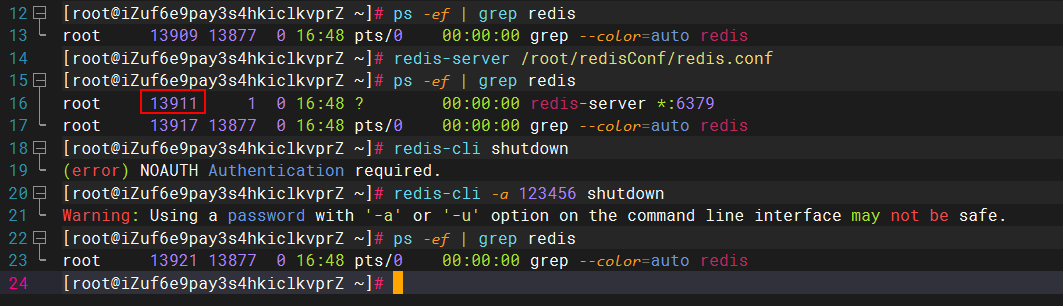 12 [root@iZuf6e9pay3s4hkiclkvprZ ~]# ps -ef | grep redis
13 root     13909 13877  0 16:48 pts/0    00:00:00 grep --color=auto redis
14 [root@iZuf6e9pay3s4hkiclkvprZ ~]# redis-server /root/redisConf/redis.conf
15 [root@iZuf6e9pay3s4hkiclkvprZ ~]# ps -ef | grep redis
16 root     13911     1  0 16:48 ?        00:00:00 redis-server *:6379
17 root     13917 13877  0 16:48 pts/0    00:00:00 grep --color=auto redis
18 [root@iZuf6e9pay3s4hkiclkvprZ ~]# redis-cli shutdown
19 (error) NOAUTH Authentication required.
20 [root@iZuf6e9pay3s4hkiclkvprZ ~]# redis-cli -a 123456 shutdown
21 Warning: Using a password with '-a' or '-u' option on the command line interface may not be safe.
22 [root@iZuf6e9pay3s4hkiclkvprZ ~]# ps -ef | grep redis
23 root     13921 13877  0 16:48 pts/0    00:00:00 grep --color=auto redis
24 [root@iZuf6e9pay3s4hkiclkvprZ ~]#